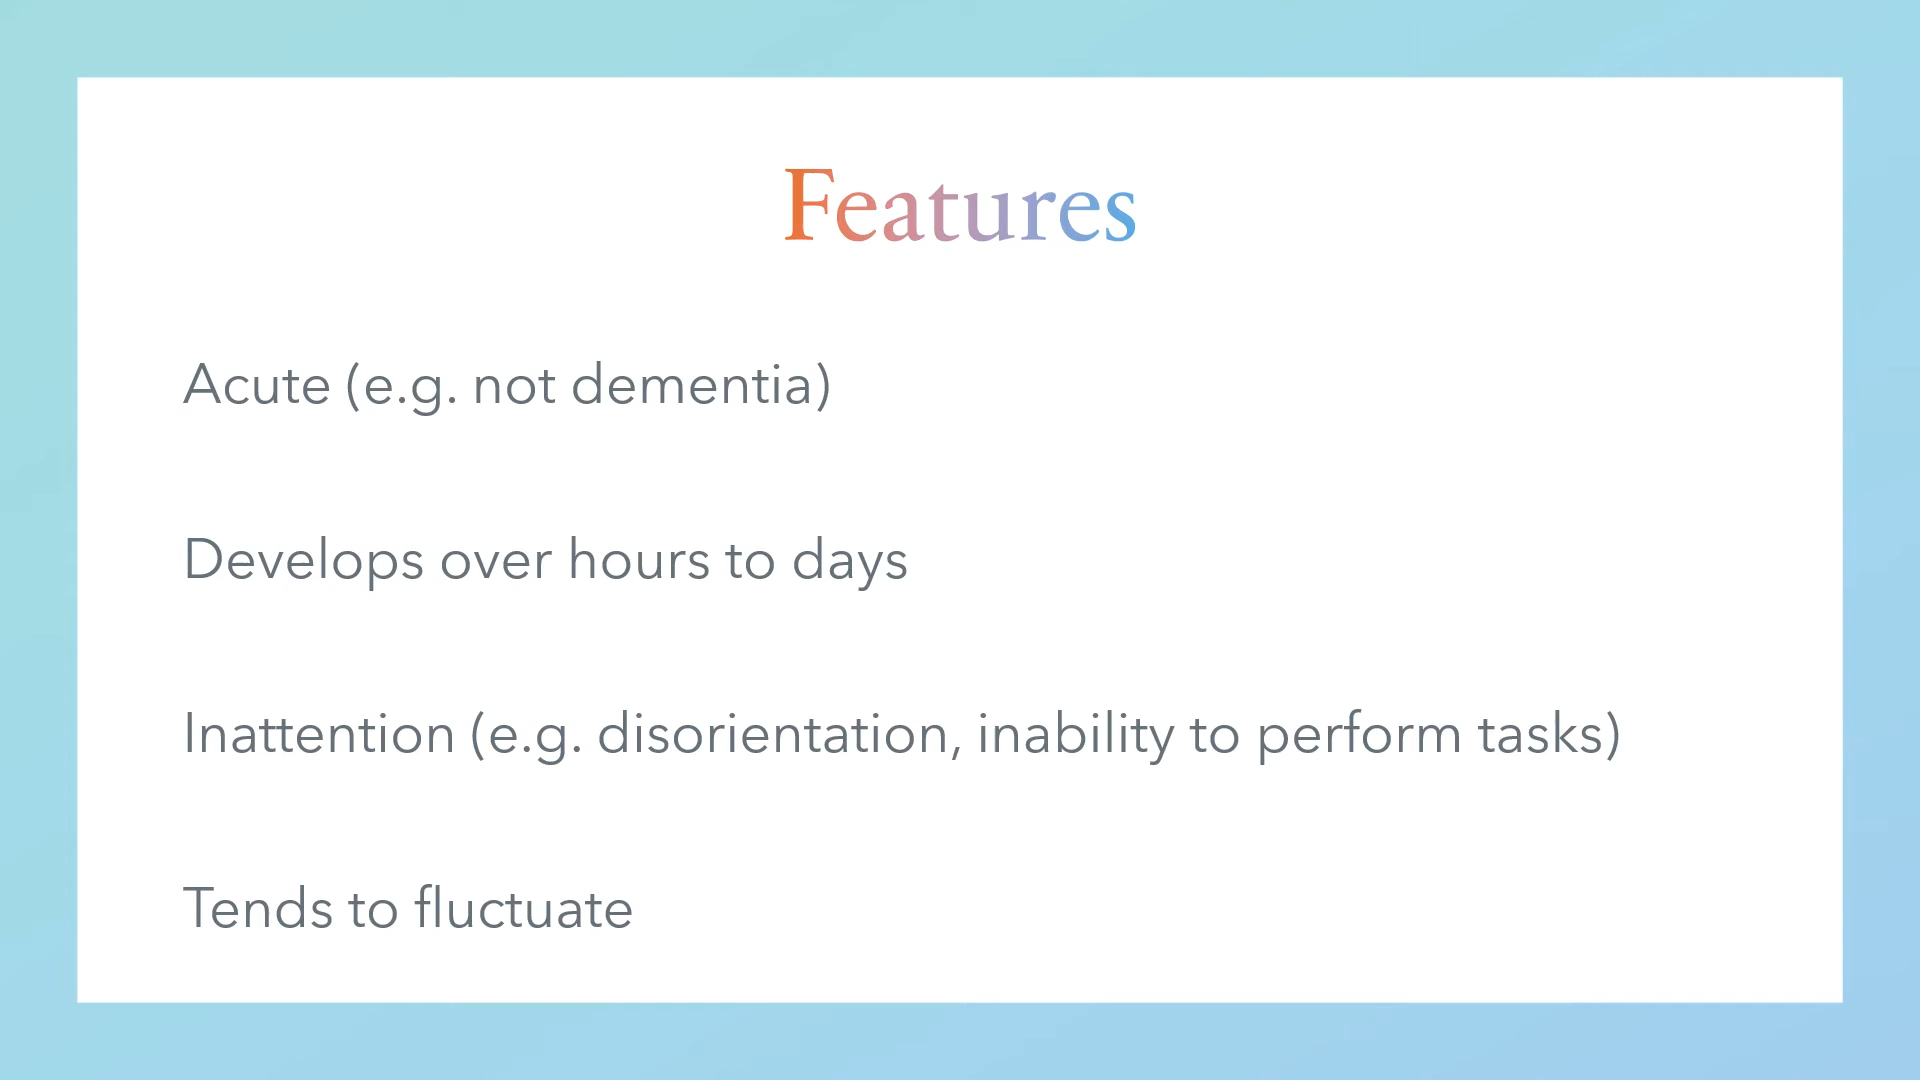 Features
Acute (e.g. not dementia)
Develops over hours to days
Inattention (e.g. disorientation, inability to perform tasks)
Tends to fluctuate